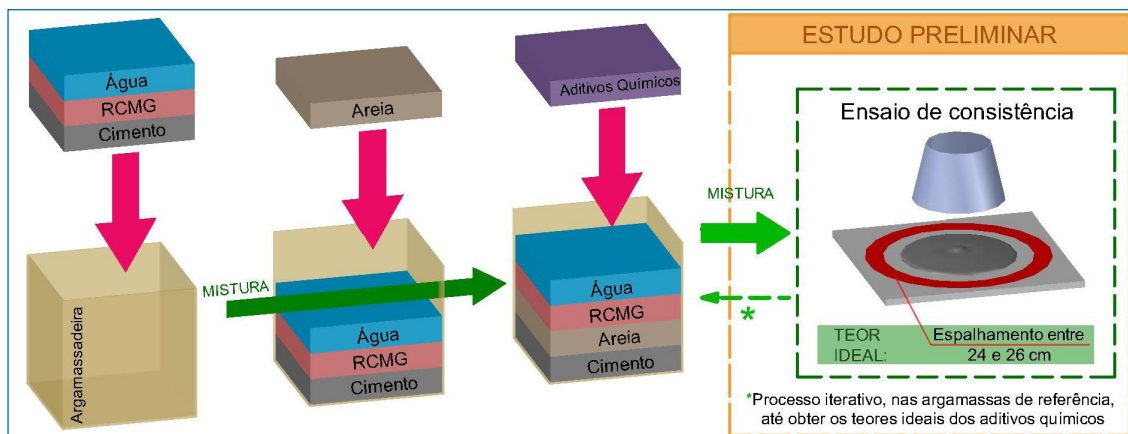 Água
RCMG
Cimento
Argamassadeira
MISTURA
Areia
Água
RCMG
Cimento
Aditivos Químicos
Água
RCMG
Areia
Cimento
MISTURA
*
ESTUDO PRELIMINAR
Ensaio de consistência
TEOR Espalhamento entre
IDEAL: 24 e 26 cm
*Processo iterativo, nas argamassas de referência,
até obter os teores ideais dos aditivos químicos